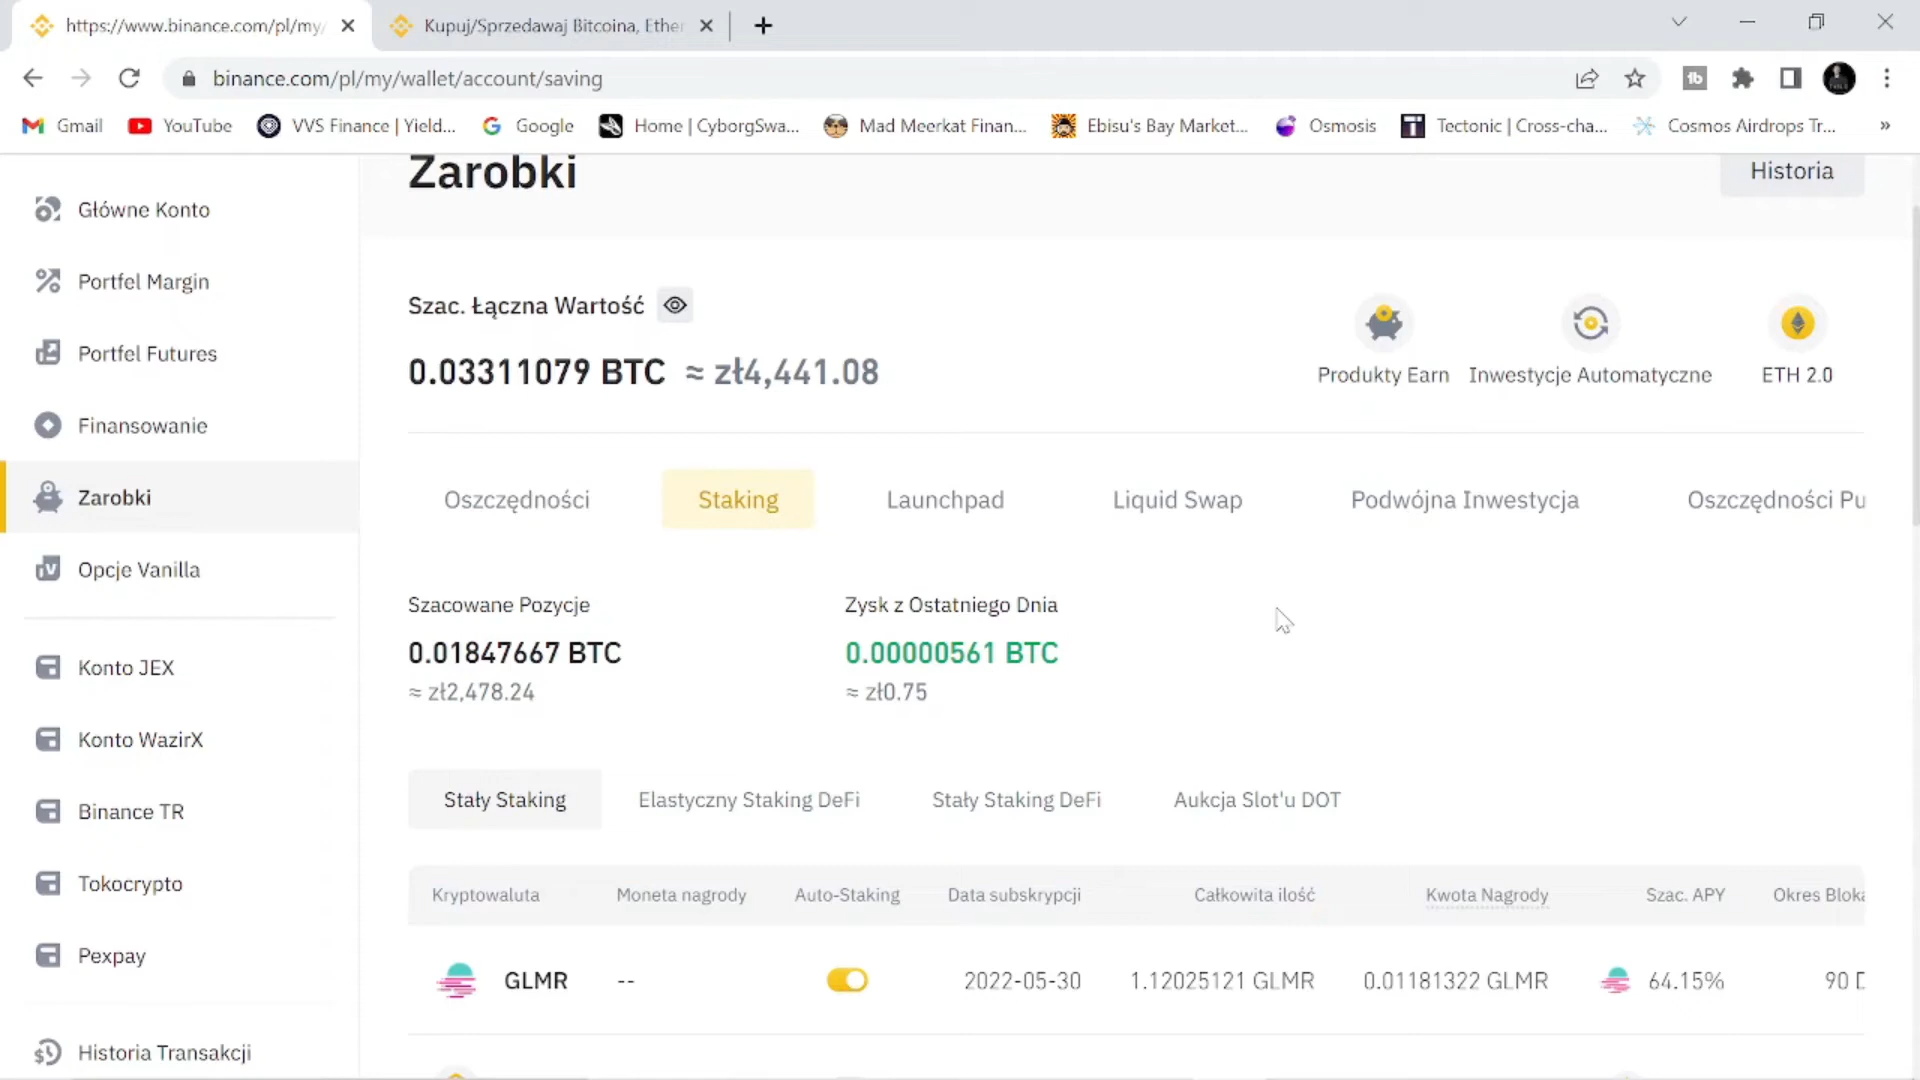 https://www.binance.com/pl/my/
Kupuj/Sprzedawaj Bitcoina, Ether
binance.com/pl/my/wallet/account/saving
Gmail
YouTube
VVS Finance | Yield...
Google
Home | CyborgSwa...
Mad Meerkat Finan...
Ebisu's Bay Market...
Osmosis
Tectonic | Cross-cha...
Cosmos Airdrops Tr...
»
Główne Konto
Portfel Margin
Portfel Futures
Finansowanie
Zarobki
Opcje Vanilla
Konto JEX
Konto WazirX
Binance TR
Tokocrypto
Pexpay
Historia Transakcji
Zarobki
Historia
Szac. Łączna Wartość
0.03311079 BTC ≈ zł4,441.08
Produkty Earn
Inwestycje Automatyczne
ETH 2.0
Oszczędności
Staking
Launchpad
Liquid Swap
Podwójna Inwestycja
Oszczędności Pu
Szacowane Pozycje
0.01847667 BTC
≈ zł2,478.24
Zysk z Ostatniego Dnia
0.00000561 BTC
≈ zł0.75
Stały Staking
Elastyczny Staking DeFi
Stały Staking DeFi
Aukcja Slot'u DOT
Kryptowaluta Moneta nagrody Auto-Staking Data subskrypcji Całkowita ilość Kwota Nagrody Szac. APY Okres Bloka
GLMR -- 2022-05-30 1.12025121 GLMR 0.01181322 GLMR 64.15% 90 D